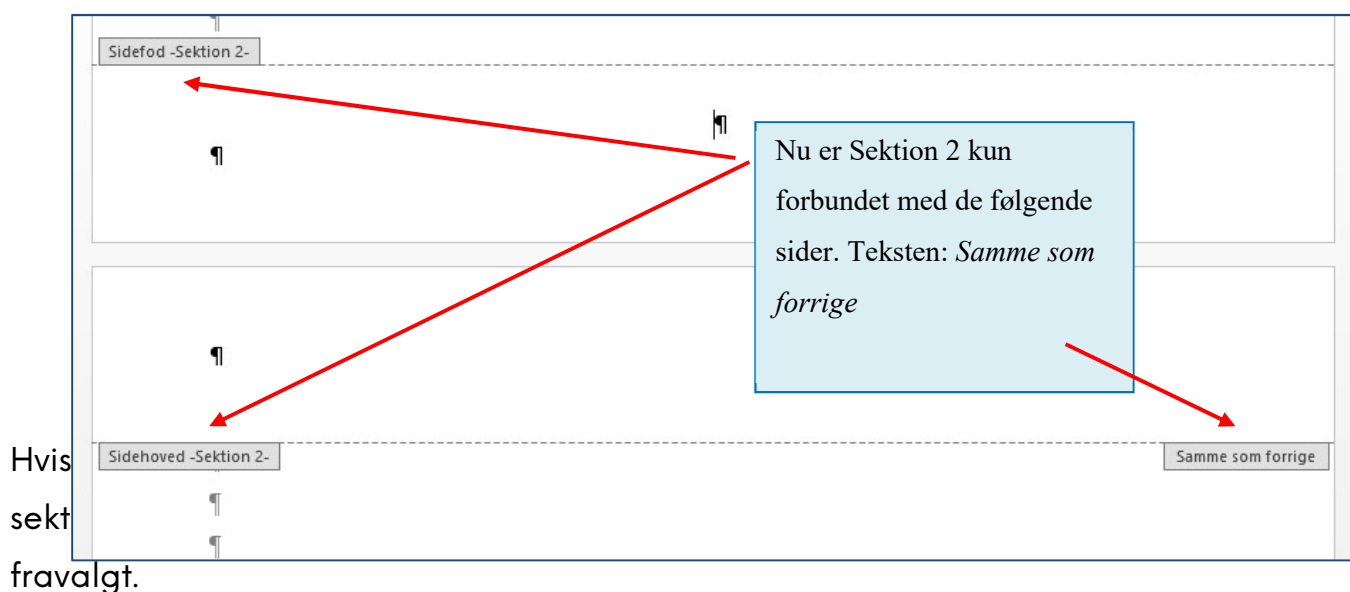 ¶
Sidefod -Sektion 2-
¶
¶
Nu er Sektion 2 kun
forbundet med de følgende
sider. Teksten: Samme som
forrige
¶
Hvis
Sidehoved -Sektion 2-
Samme som forrige
¶
sekt
¶
fravalgt.